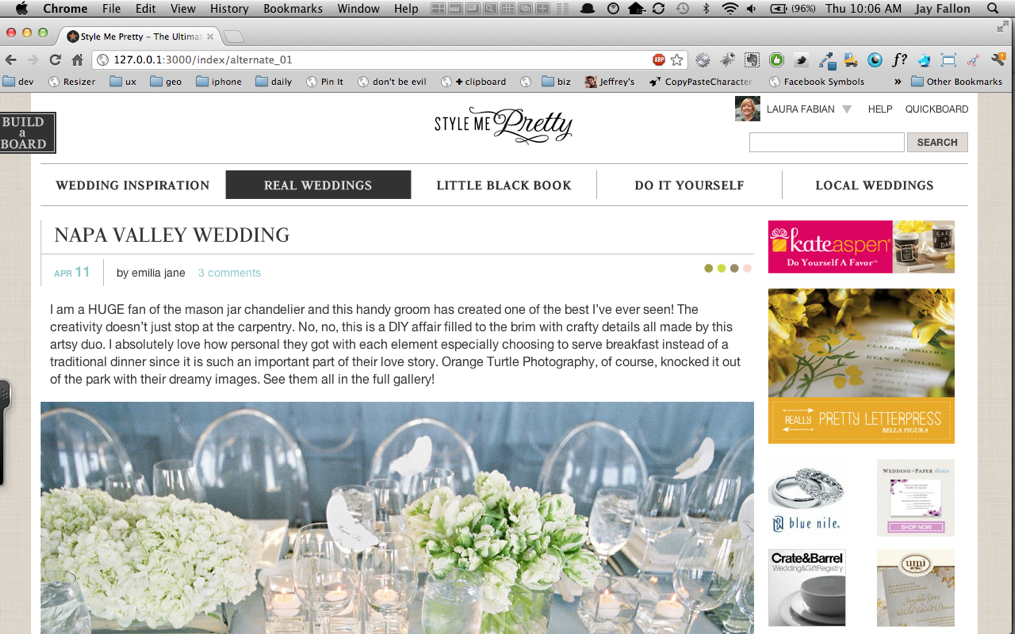 Chrome File Edit View History Bookmarks Window Help (96%) Thu 10:06 AM Jay Fallon
Style Me Pretty – The Ultimat
127.0.0.1:3000/index/alternate_01 ABP f?
dev Resizer ux geo iphone daily Pin It don't be evil + clipboard biz Jeffrey's CopyPasteCharacter Facebook Symbols » Other Bookmarks
BUILD
a
BOARD
STYLE ME Pretty
LAURA FABIAN HELP QUICKBOARD
SEARCH
WEDDING INSPIRATION REAL WEDDINGS LITTLE BLACK BOOK DO IT YOURSELF LOCAL WEDDINGS
NAPA VALLEY WEDDING
APR 11 by emilia jane 3 comments
I am a HUGE fan of the mason jar chandelier and this handy groom has created one of the best I've ever seen! The
creativity doesn't just stop at the carpentry. No, no, this is a DIY affair filled to the brim with crafty details all made by this
artsy duo. I absolutely love how personal they got with each element especially choosing to serve breakfast instead of a
traditional dinner since it is such an important part of their love story. Orange Turtle Photography, of course, knocked it out
of the park with their dreamy images. See them all in the full gallery!
kateaspen
Do Yourself A Favor™
REALLY PRETTY LETTERPRESS
BELLA FIGURA
blue nile.
WEDDING PAPER divas
SHOP NOW
Crate&Barrel
Wedding&GiftRegistry
umi